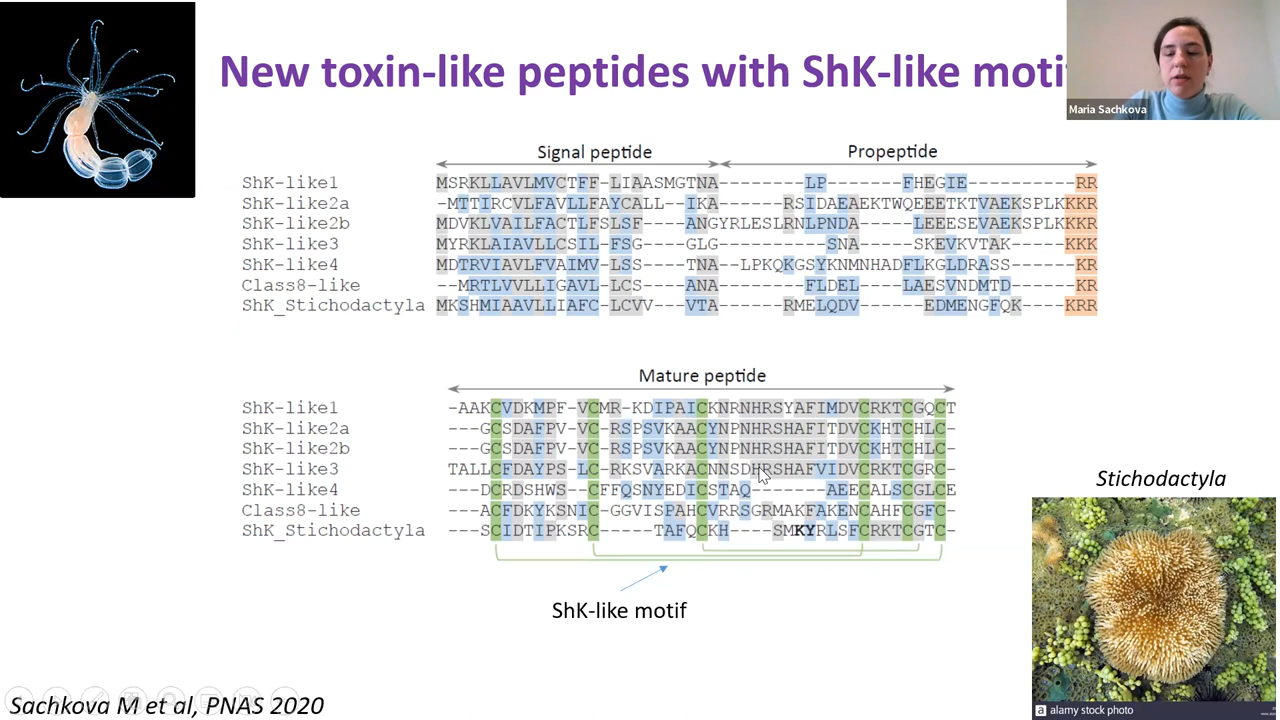 New toxin-like peptides with ShK-like moti
Maria Sachkova
Signal peptide Propeptide
ShK-like1 MSRKLLAVLMVCTFF-LIAASMGTNA--------LP-------FHEGIE----------RR
ShK-like2a -MTTIRCVLFAVLLFAYCALL--IKA------RSIDAEAEKTWQEEETKTVAEKSPLKKKR
ShK-like2b MDVKLVAILFACTLFSLSF----ANGYRLESLRNLPNDA-----LEEESEVAEKSPLKKKR
ShK-like3 MYRKLAIAVLLCSIL-FSG----GLG----------SNA-----SKEVKVTAK-----KKK
ShK-like4 MDTRVIAVLFVAIMV-LSS----TNA--LPKQKGSYKNMNHADFLKGLDRASS------KR
Class8-like --MRTLVVLLIGAVL-LCS----ANA--------FLDEL----LAESVNDMTD------KR
ShK_Stichodactyla MKSHMIAAVLLIAFC-LCVV---VTA------RMELQDV------EDMENGFQK----KRR
Mature peptide
ShK-like1 -AAKCVDKMPF-VCMR-KDIPAICKNRNHRSYAFIMDVCRKTCGQCT
ShK-like2a ---GCSDAFPV-VC-RSPSVKAACYNPNHRSHAFITDVCKHTCHLC-
ShK-like2b ---GCSDAFPV-VC-RSPSVKAACYNPNHRSHAFITDVCKHTCHLC-
ShK-like3 TALLCFDAYPS-LC-RKSVARKACNNSDHRSHAFVIDVCRKTCGRC-
ShK-like4 ---DCRDSHWS--CFFQSNYEDICSTAQ-------AEECALSCGLCE
Class8-like ---ACFDKYKSNIC-GGVISPAHCVRRSGRMAKFAKENCAHFCGFC-
ShK_Stichodactyla ---SCIDTIPKSRC-----TAFQCKH----SMKYRLSFCRKTCGTC-
ShK-like motif
Stichodactyla
a alamy stock photo
Sachkova M et al, PNAS 2020